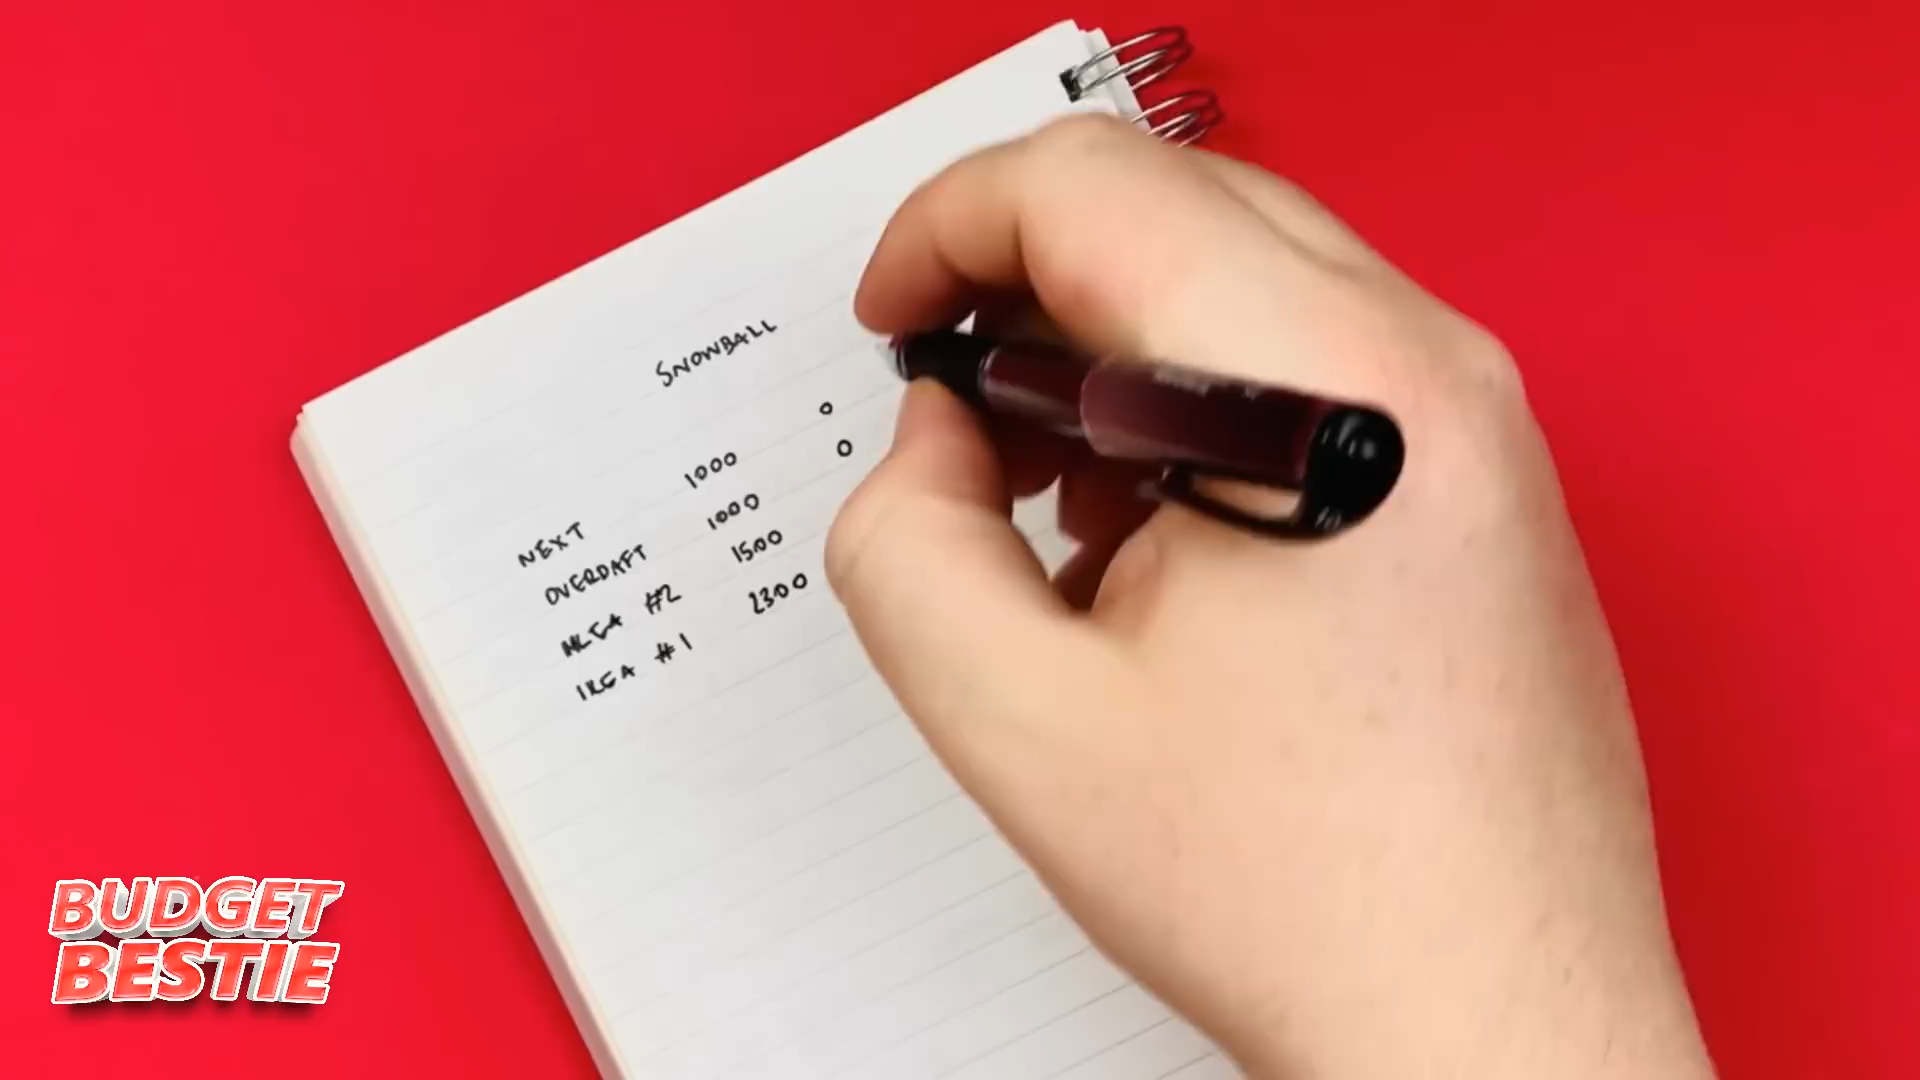 SNOWBALL
NEXT 1000 0
OVERDAFT 1000 0
#2 1500
#1 2300
BUDGET
BESTIE